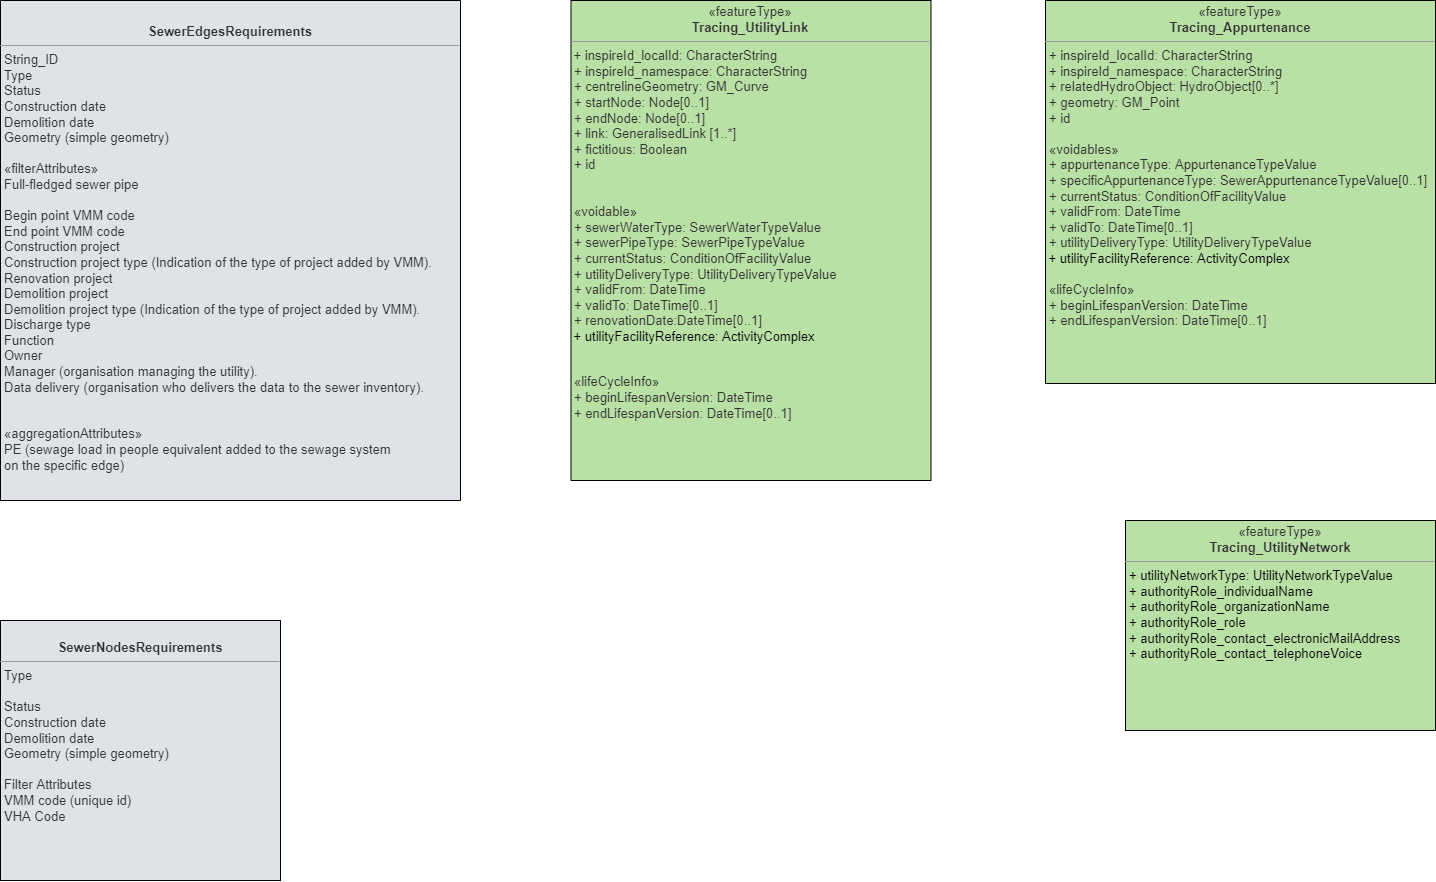 SewerEdgesRequirements
String_ID
Type
Status
Construction date
Demolition date
Geometry (simple geometry)
«filterAttributes»
Full-fledged sewer pipe
Begin point VMM code
End point VMM code
Construction project
Construction project type (Indication of the type of project added by VMM).
Renovation project
Demolition project
Demolition project type (Indication of the type of project added by VMM).
Discharge type
Function
Owner
Manager (organisation managing the utility).
Data delivery (organisation who delivers the data to the sewer inventory).
«aggregationAttributes»
PE (sewage load in people equivalent added to the sewage system
on the specific edge)
«featureType»
Tracing_UtilityLink
+ inspireId_localId: CharacterString
+ inspireId_namespace: CharacterString
+ centrelineGeometry: GM_Curve
+ startNode: Node[0..1]
+ endNode: Node[0..1]
+ link: GeneralisedLink [1..*]
+ fictitious: Boolean
+ id
«voidable»
+ sewerWaterType: SewerWaterTypeValue
+ sewerPipeType: SewerPipeTypeValue
+ currentStatus: ConditionOfFacilityValue
+ utilityDeliveryType: UtilityDeliveryTypeValue
+ validFrom: DateTime
+ validTo: DateTime[0..1]
+ renovationDate:DateTime[0..1]
+ utilityFacilityReference: ActivityComplex
«lifeCycleInfo»
+ beginLifespanVersion: DateTime
+ endLifespanVersion: DateTime[0..1]
«featureType»
Tracing_Appurtenance
+ inspireId_localId: CharacterString
+ inspireId_namespace: CharacterString
+ relatedHydroObject: HydroObject[0..*]
+ geometry: GM_Point
+ id
«voidables»
+ appurtenanceType: AppurtenanceTypeValue
+ specificAppurtenanceType: SewerAppurtenanceTypeValue[0..1]
+ currentStatus: ConditionOfFacilityValue
+ validFrom: DateTime
+ validTo: DateTime[0..1]
+ utilityDeliveryType: UtilityDeliveryTypeValue
+ utilityFacilityReference: ActivityComplex
«lifeCycleInfo»
+ beginLifespanVersion: DateTime
+ endLifespanVersion: DateTime[0..1]
«featureType»
Tracing_UtilityNetwork
+ utilityNetworkType: UtilityNetworkTypeValue
+ authorityRole_individualName
+ authorityRole_organizationName
+ authorityRole_role
+ authorityRole_contact_electronicMailAddress
+ authorityRole_contact_telephoneVoice
SewerNodesRequirements
Type
Status
Construction date
Demolition date
Geometry (simple geometry)
Filter Attributes
VMM code (unique id)
VHA Code